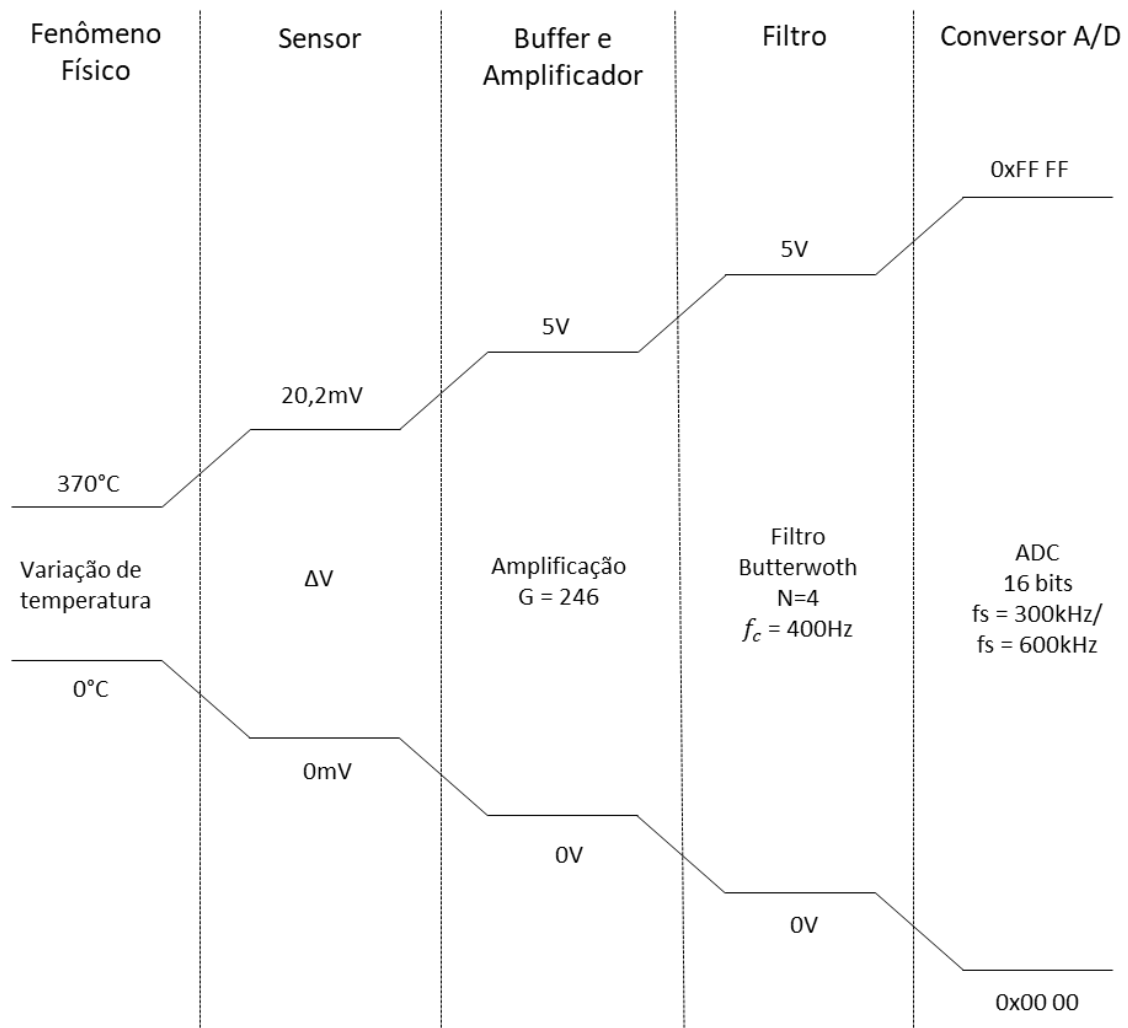 Fenômeno
Físico
Sensor
Buffer e
Amplificador
Filtro
Conversor A/D
0xFF FF
5V
5V
20,2mV
370°C
Variação de
temperatura
ΔV
Amplificação
G = 246
Filtro
Butterwoth
N=4
f_c = 400Hz
ADC
16 bits
fs = 300kHz/
fs = 600kHz
0°C
0mV
0V
0V
0x00 00